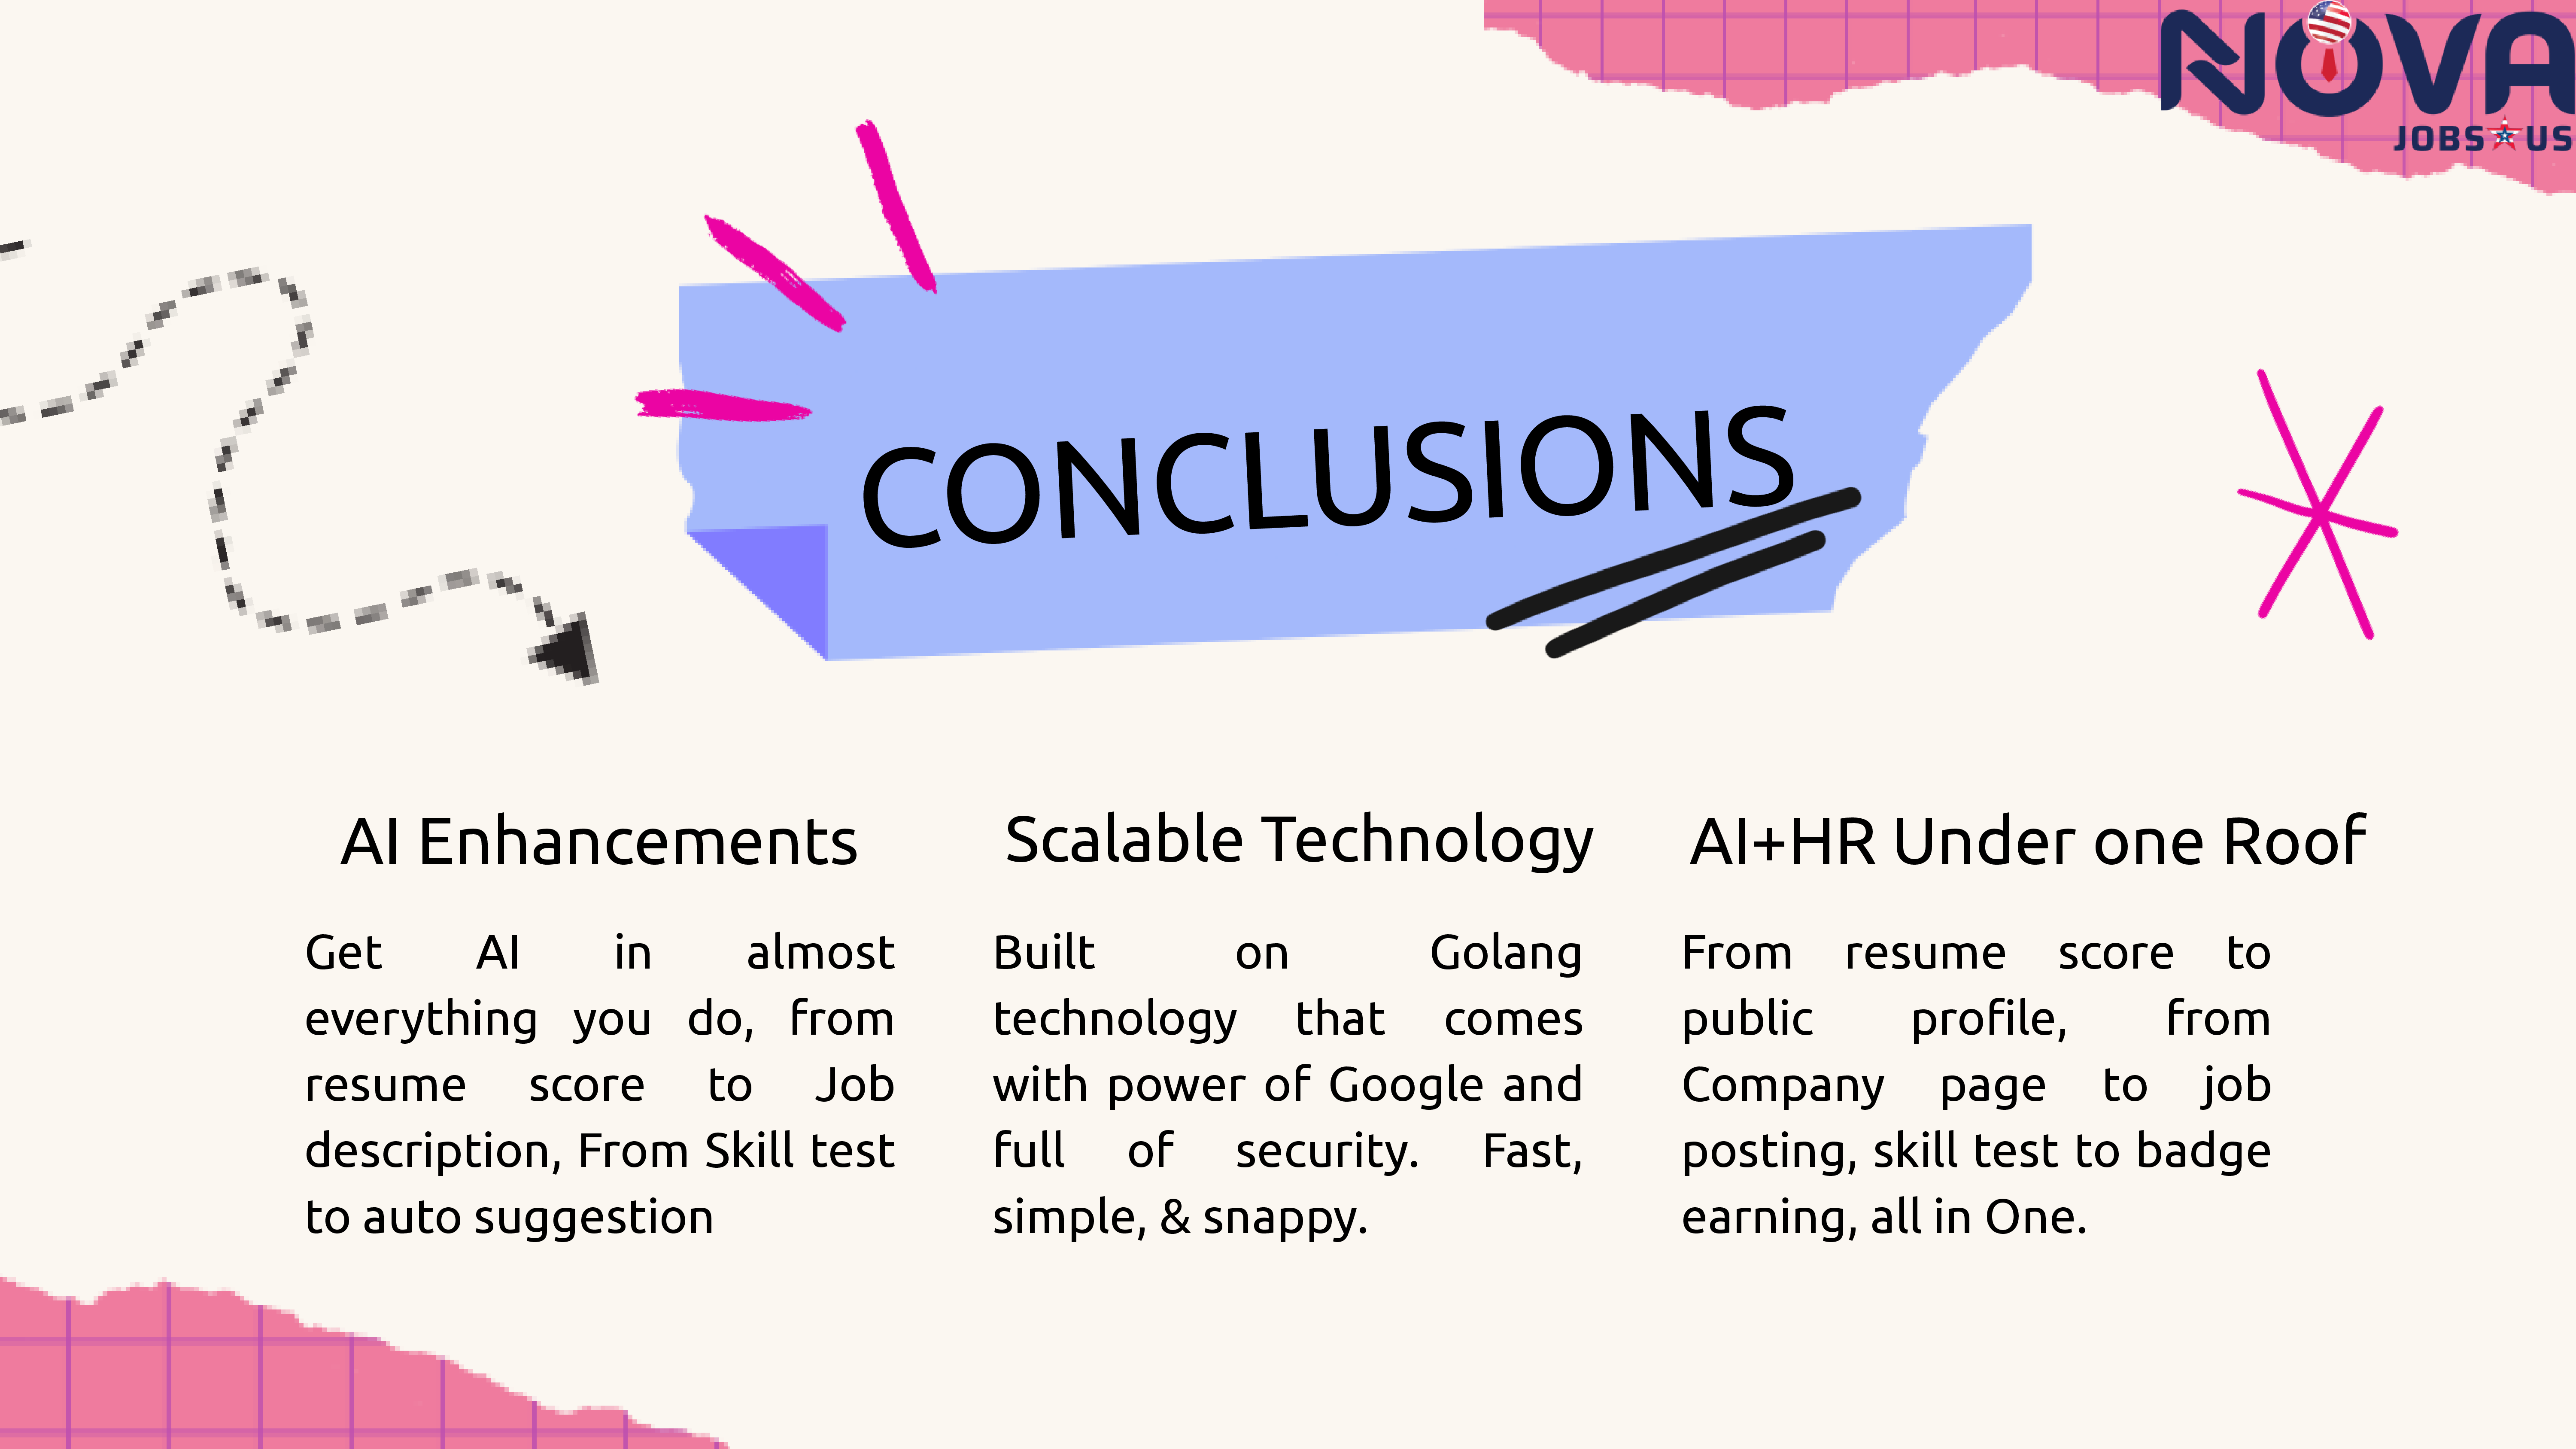 NOVA
JOBS US
CONCLUSIONS
AI Enhancements
Get AI in almost
everything you do, from
resume score to Job
description, From Skill test
to auto suggestion
Scalable Technology
Built on Golang
technology that comes
with power of Google and
full of security. Fast,
simple, & snappy.
AI+HR Under one Roof
From resume score to
public profile, from
Company page to job
posting, skill test to badge
earning, all in One.